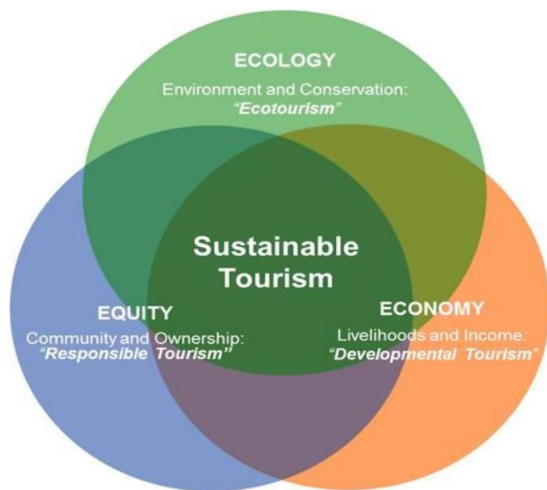 ECOLOGY
Environment and Conservation:
"Ecotourism"
Sustainable
Tourism
EQUITY
Community and Ownership:
"Responsible Tourism"
ECONOMY
Livelihoods and Income:
"Developmental Tourism"